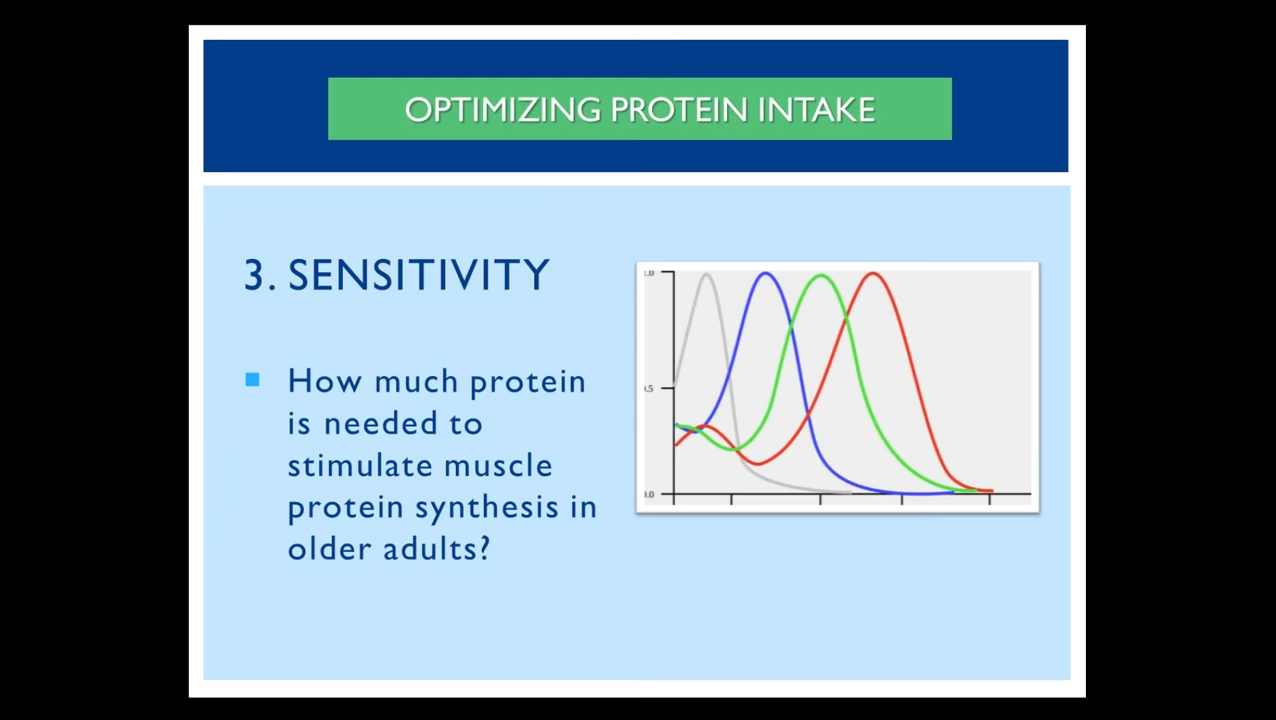 OPTIMIZING PROTEIN INTAKE
3. SENSITIVITY
How much protein
is needed to
stimulate muscle
protein synthesis in
older adults?